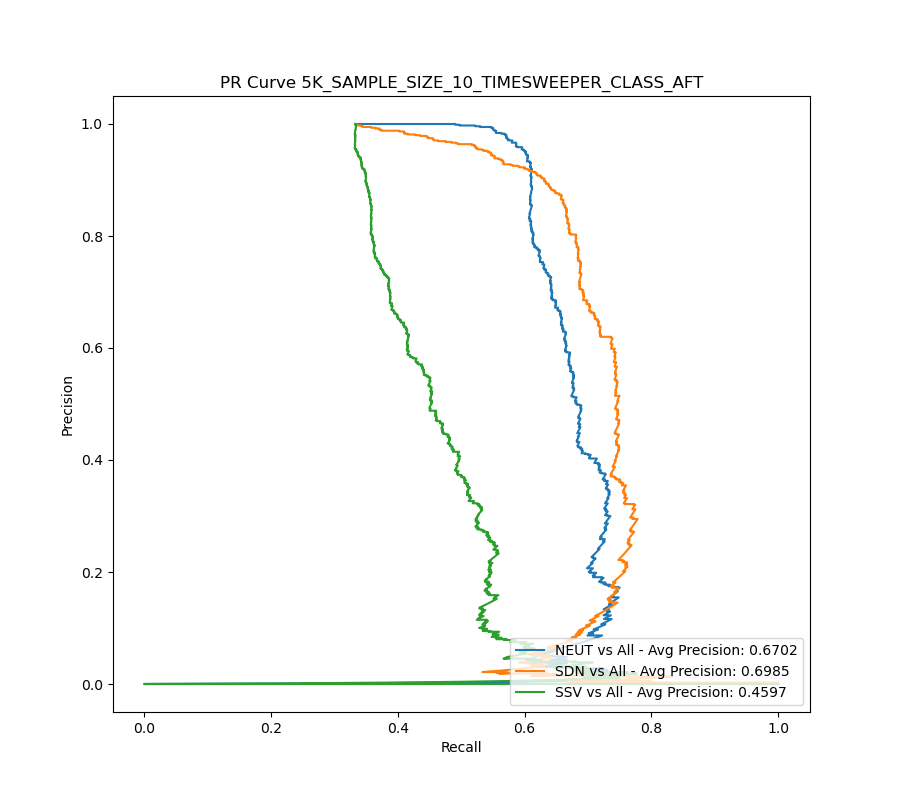 PR Curve 5K_SAMPLE_SIZE_10_TIMESWEEPER_CLASS_AFT
1.0
0.8
0.6
0.4
0.2
0.0
Precision
NEUT vs All - Avg Precision: 0.6702
SDN vs All - Avg Precision: 0.6985
SSV vs All - Avg Precision: 0.4597
0.0 0.2 0.4 0.6 0.8 1.0
Recall